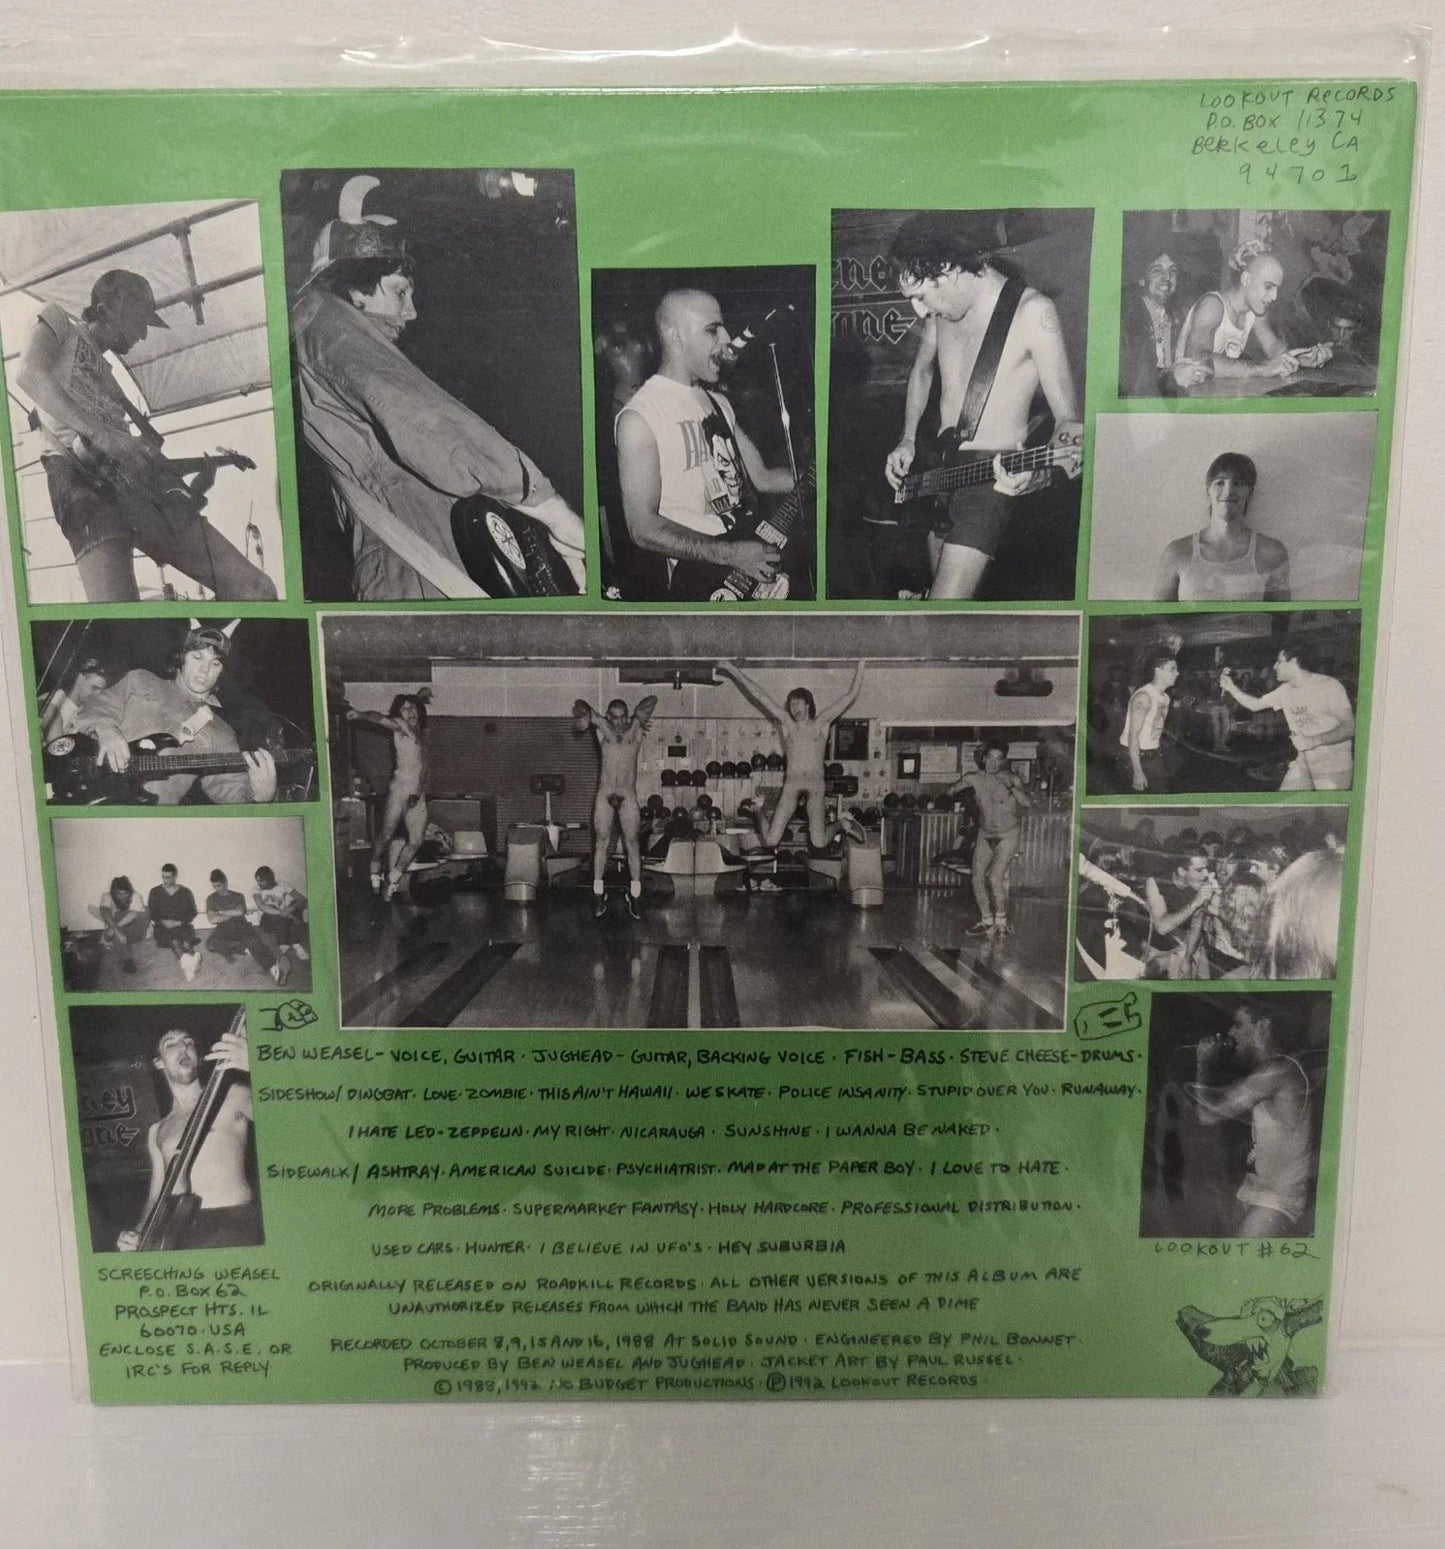 LOOKOUT RECORDS
P.O. BOX 11374
BERKELEY CA
94701
BEN WEASEL- VOICE, GUITAR · JUGHEAD - GUITAR, BACKING VOICE · FISH - BASS · STEVE CHEESE - DRUMS ·
SIDESHOW/ DINGBAT · LOVE · ZOMBIE · THIS AIN'T HAWAII · WE SKATE · POLICE INSANITY · STUPID OVER YOU · RUNAWAY ·
I HATE LED-ZEPPELIN · MY RIGHT · NICARAUGA · SUNSHINE · I WANNA BE NAKED ·
SIDEWALK/ ASHTRAY · AMERICAN SUICIDE · PSYCHIATRIST · MAD AT THE PAPER BOY · I LOVE TO HATE ·
MORE PROBLEMS · SUPERMARKET FANTASY · HOLY HARDCORE · PROFESSIONAL DISTRIBUTION ·
USED CARS · HUNTER · I BELIEVE IN UFO'S · HEY SUBURBIA
LOOKOUT #62
SCREECHING WEASEL
P.O. BOX 62
PROSPECT HTS. IL
60070 · USA
ENCLOSE S.A.S.E. OR
IRC'S FOR REPLY
ORIGINALLY RELEASED ON ROADKILL RECORDS · ALL OTHER VERSIONS OF THIS ALBUM ARE
UNAUTHORIZED RELEASES FROM WHICH THE BAND HAS NEVER SEEN A DIME
RECORDED OCTOBER 8, 9, 15 AND 16, 1988 AT SOLID SOUND · ENGINEERED BY PHIL BONNET ·
PRODUCED BY BEN WEASEL AND JUGHEAD · JACKET ART BY PAUL RUSSEL ·
© 1988, 1992 NO BUDGET PRODUCTIONS · ℗ 1992 LOOKOUT RECORDS ·